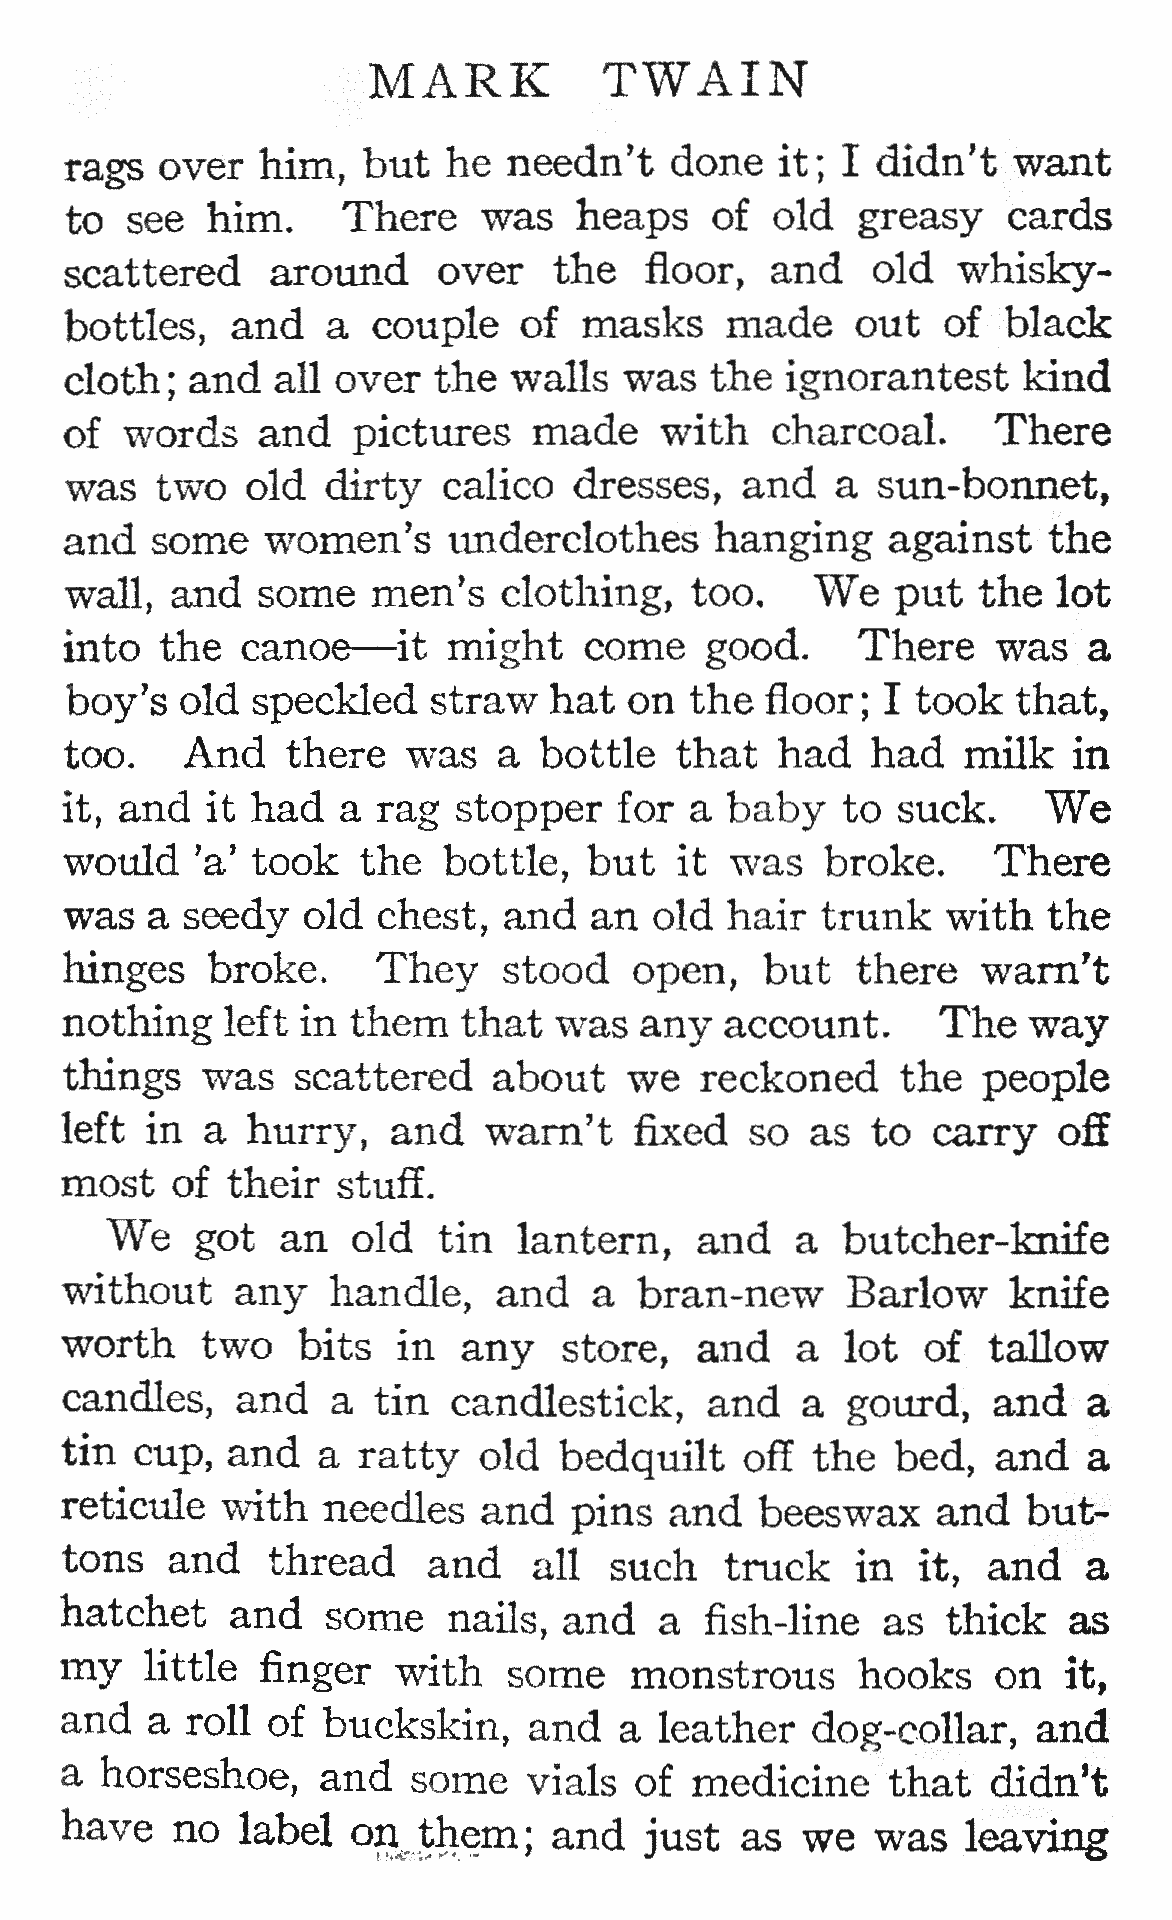 MARK TWAIN
rags over him, but he needn't done it; I didn't want
to see him. There was heaps of old greasy cards
scattered around over the floor, and old whisky-
bottles, and a couple of masks made out of black
cloth; and all over the walls was the ignorantest kind
of words and pictures made with charcoal. There
was two old dirty calico dresses, and a sun-bonnet,
and some women's underclothes hanging against the
wall, and some men's clothing, too. We put the lot
into the canoe—it might come good. There was a
boy's old speckled straw hat on the floor; I took that,
too. And there was a bottle that had had milk in
it, and it had a rag stopper for a baby to suck. We
would 'a' took the bottle, but it was broke. There
was a seedy old chest, and an old hair trunk with the
hinges broke. They stood open, but there warn't
nothing left in them that was any account. The way
things was scattered about we reckoned the people
left in a hurry, and warn't fixed so as to carry off
most of their stuff.
We got an old tin lantern, and a butcher-knife
without any handle, and a bran-new Barlow knife
worth two bits in any store, and a lot of tallow
candles, and a tin candlestick, and a gourd, and a
tin cup, and a ratty old bedquilt off the bed, and a
reticule with needles and pins and beeswax and but-
tons and thread and all such truck in it, and a
hatchet and some nails, and a fish-line as thick as
my little finger with some monstrous hooks on it,
and a roll of buckskin, and a leather dog-collar, and
a horseshoe, and some vials of medicine that didn't
have no label on them; and just as we was leaving